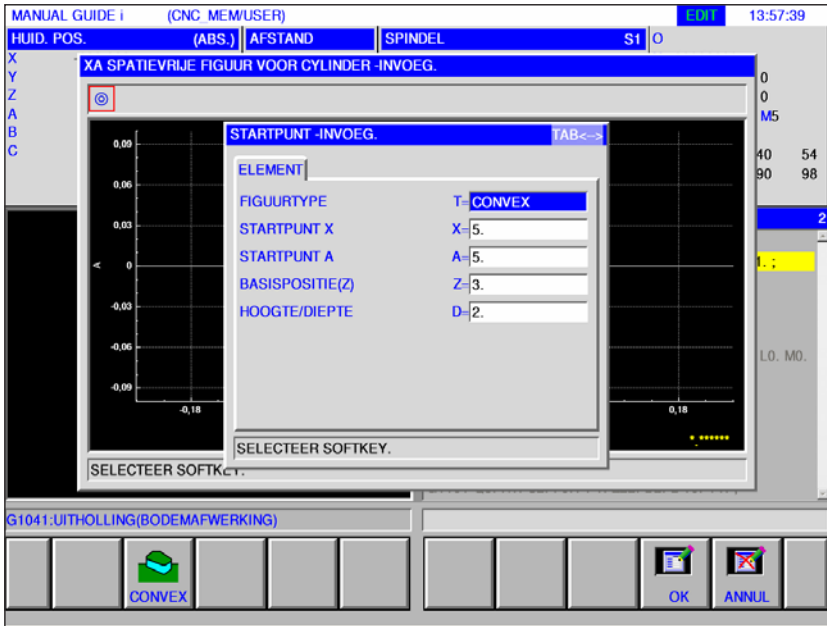 MANUAL GUIDE i (CNC_MEM/USER) EDIT 13:57:39
HUID. POS. (ABS.) AFSTAND SPINDEL S1 O
X
Y 0
Z 0
A M5
B
C 40 54
90 98
XA SPATIEVRIJE FIGUUR VOOR CYLINDER -INVOEG.
STARTPUNT -INVOEG. TAB<-->
ELEMENT
FIGUURTYPE T=CONVEX
STARTPUNT X X=5.
STARTPUNT A A=5.
BASISPOSITIE(Z) Z=3.
HOOGTE/DIEPTE D=2.
SELECTEER SOFTKEY.
0,09
0,06
0,03
A 0
-0,03
-0,06
-0,09
-0,18 0,18
*.******
2
1. ;
L0. M0.
SELECTEER SOFTKEY.
G1041:UITHOLLING(BODEMAFWERKING)
CONVEX OK ANNUL